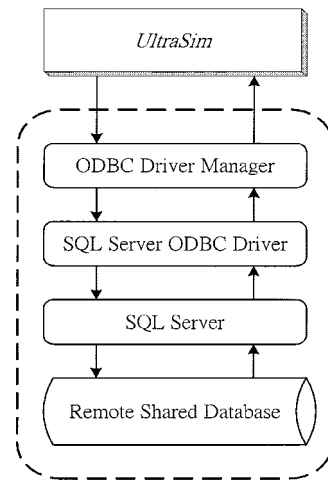 UltraSim
ODBC Driver Manager
SQL Server ODBC Driver
SQL Server
Remote Shared Database